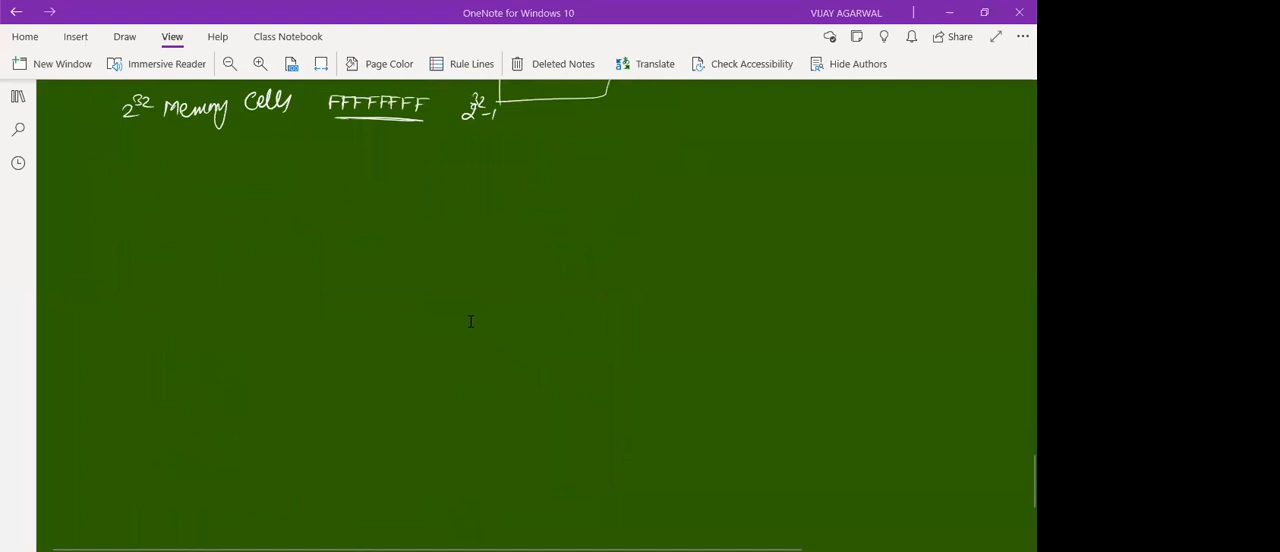 OneNote for Windows 10
VIJAY AGARWAL
Home Insert Draw View Help Class Notebook
Share
New Window Immersive Reader Page Color Rule Lines Deleted Notes Translate Check Accessibility Hide Authors
2³² Memory Cells FFFFFFFF 2³²-1